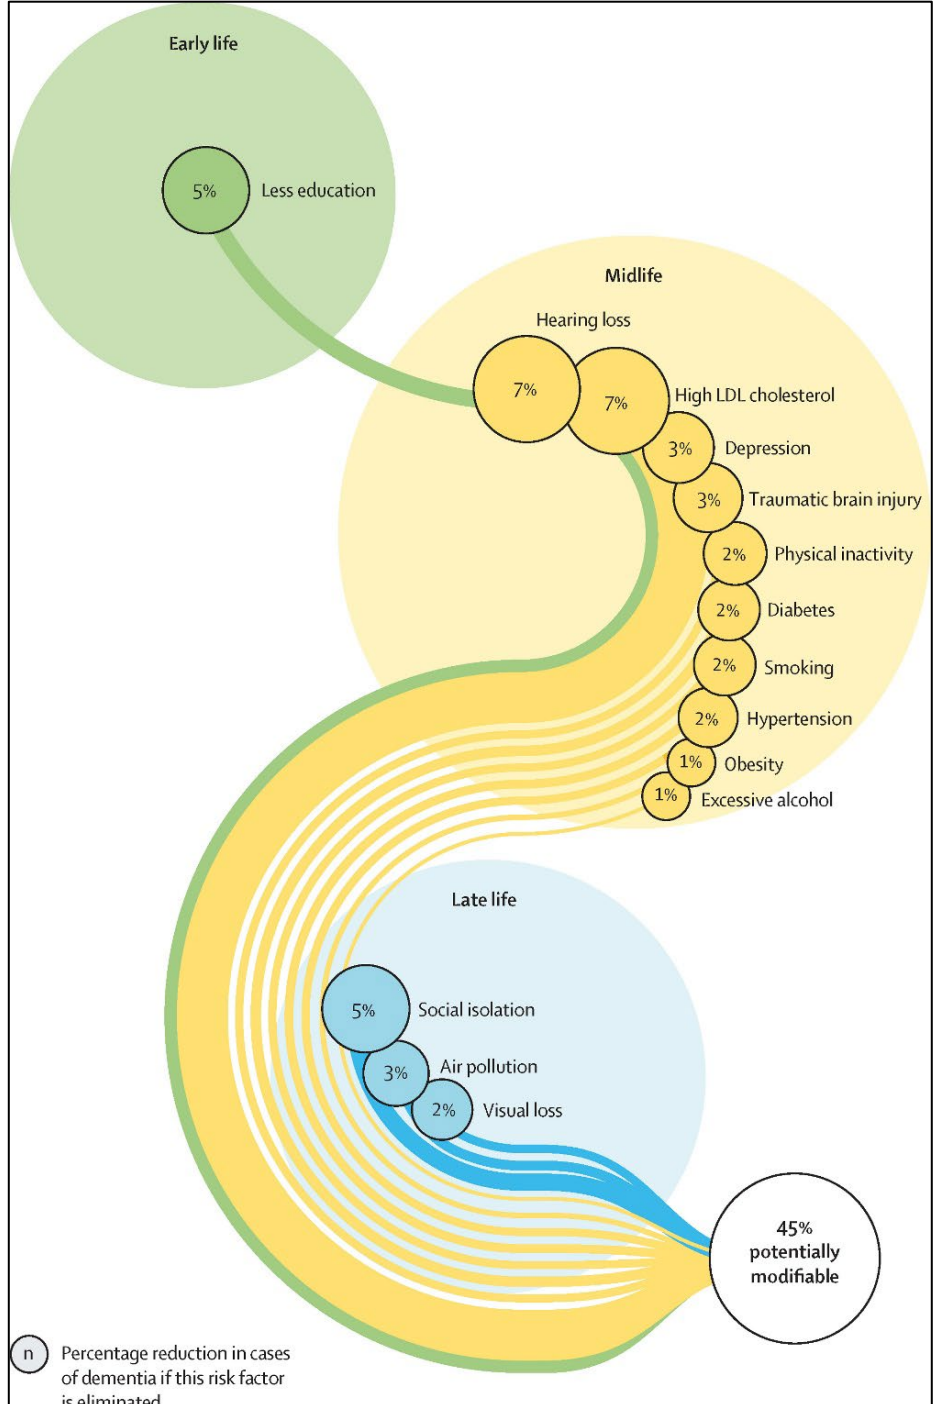 Early life
5%
Less education
Midlife
Hearing loss
7%
7%
High LDL cholesterol
3%
Depression
3%
Traumatic brain injury
2%
Physical inactivity
2%
Diabetes
2%
Smoking
2%
Hypertension
1%
Obesity
1%
Excessive alcohol
Late life
5%
Social isolation
3%
Air pollution
2%
Visual loss
45%
potentially
modifiable
n
Percentage reduction in cases
of dementia if this risk factor
is eliminated